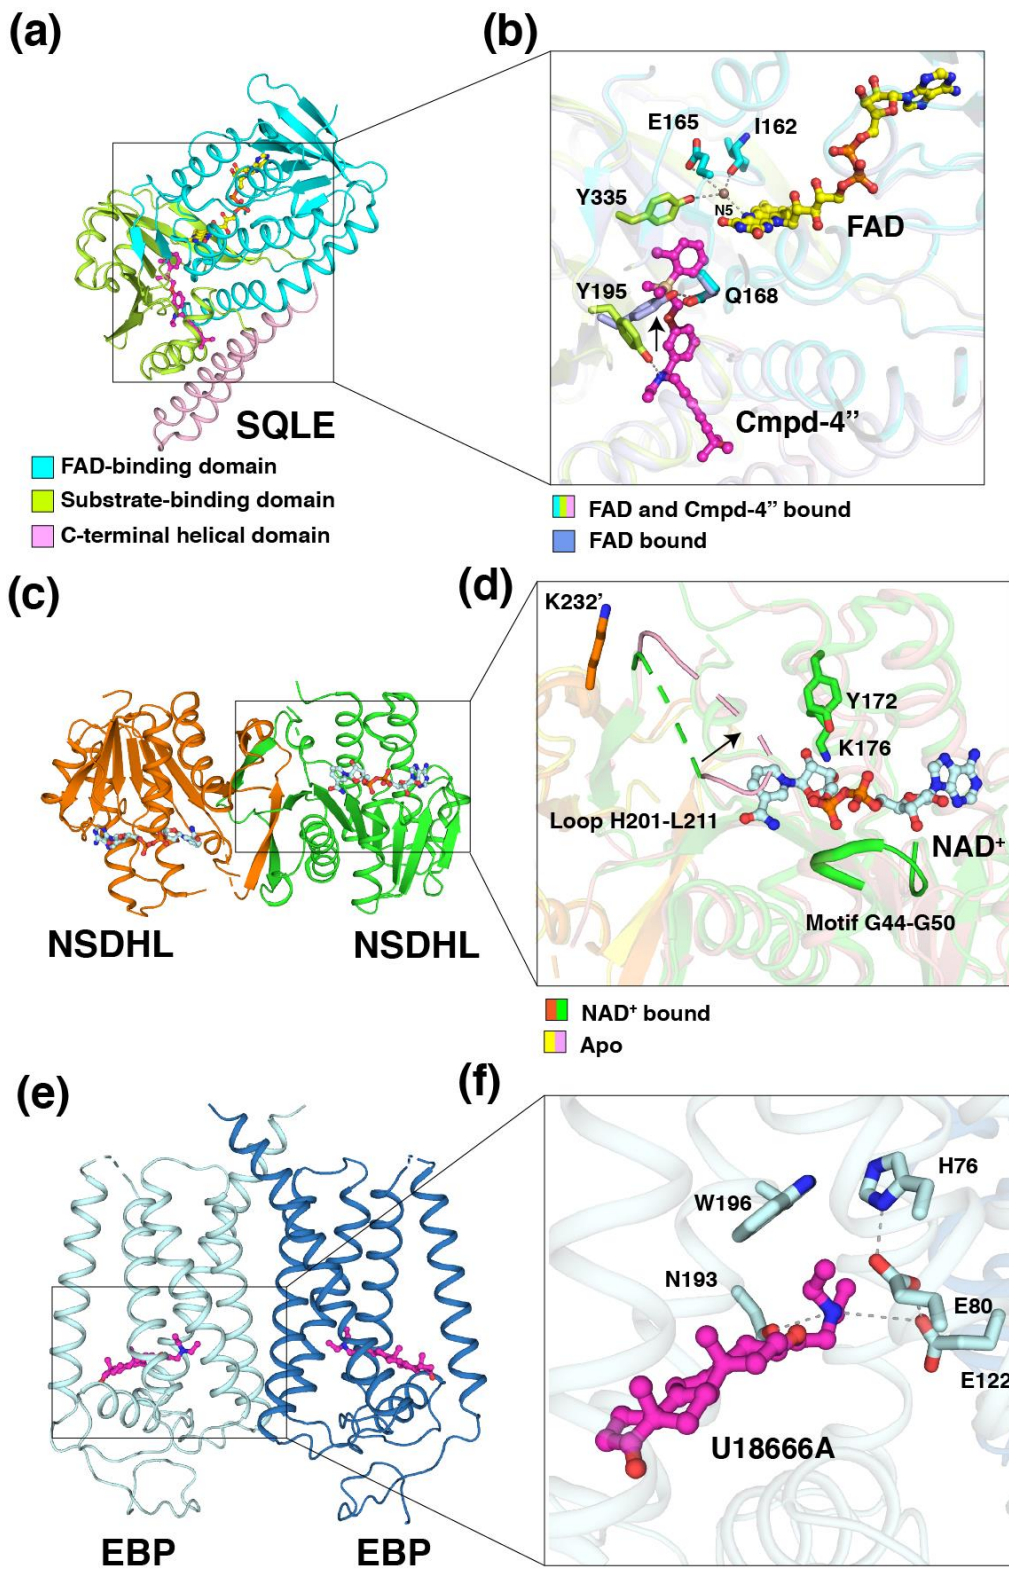 (a)
SQLE
FAD-binding domain
Substrate-binding domain
C-terminal helical domain
(b)
E165
I162
Y335
N5
FAD
Y195
Q168
Cmpd-4”
FAD and Cmpd-4” bound
FAD bound
(c)
NSDHL
NSDHL
(d)
K232’
Y172
K176
Loop H201-L211
NAD⁺
Motif G44-G50
NAD⁺ bound
Apo
(e)
EBP
EBP
(f)
H76
W196
N193
E80
E122
U18666A